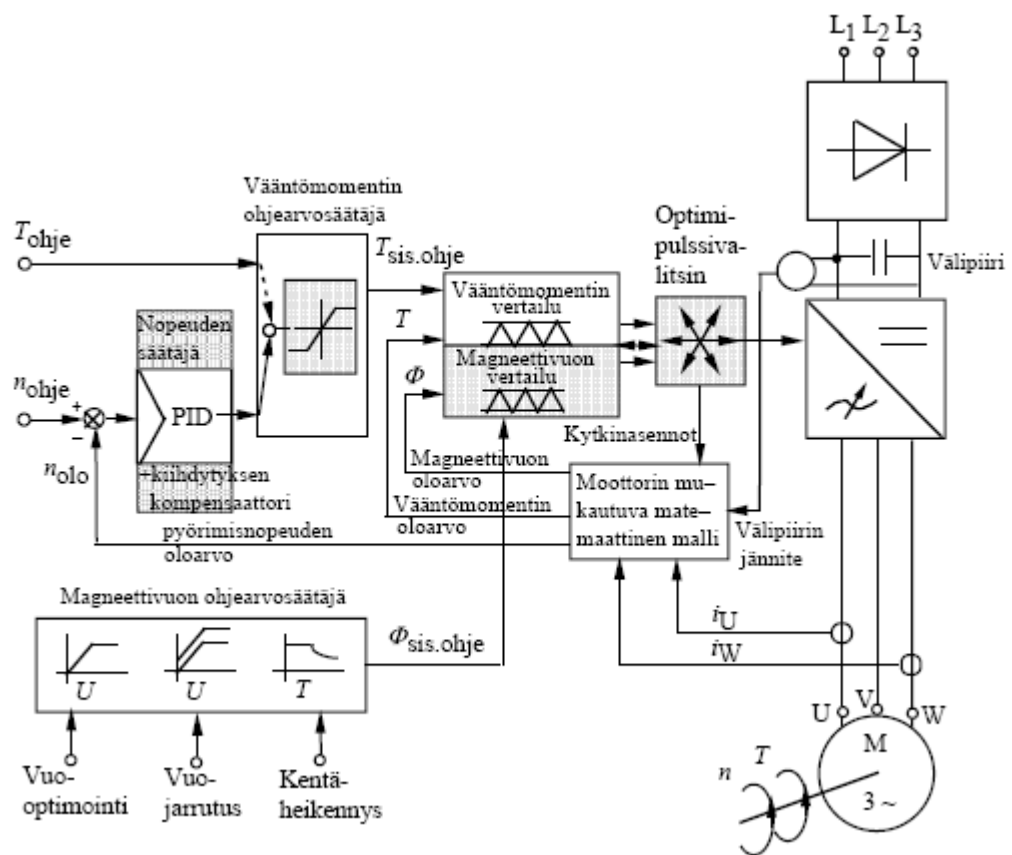 L1 L2 L3
Vääntömomentin
ohjearvosäätäjä
Tohje
Tsis.ohje
Optimi-
pulssiva-
litsin
Välipiiri
Vääntömomentin
vertailu
T
Nopeuden
säätäjä
Magneettivuon
vertailu
Φ
nohje
+
−
PID
Kytkinasennot
nolo
+kiihdytyksen
kompensaattori
Magneettivuon
oloarvo
Vääntömomentin
oloarvo
pyörimisnopeuden
oloarvo
Moottorin mu–
kautuva mate–
maattinen malli
Välipiirin
jännite
Magneettivuon ohjearvosäätäjä
U
U
T
Φsis.ohje
iU
iW
U V W
Vuo-
optimointi
Vuo-
jarrutus
Kentä-
heikennys
M
3 ~
n T